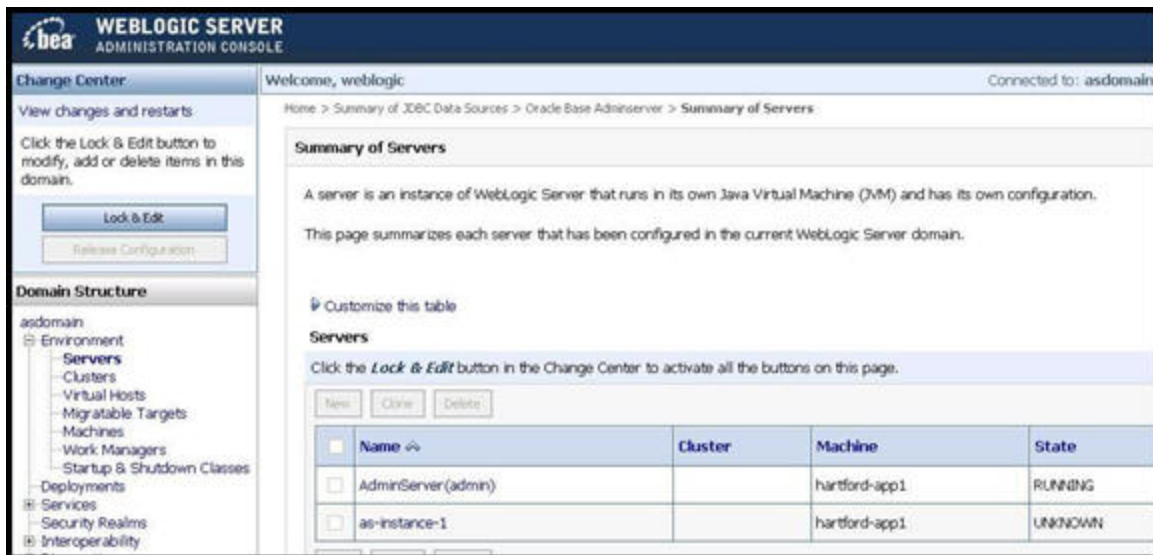 bea WEBLOGIC SERVER
ADMINISTRATION CONSOLE
Change Center
View changes and restarts
Click the Lock & Edit button to
modify, add or delete items in this
domain.
Lock & Edit
Release Configuration
Domain Structure
asdomain
Environment
Servers
Clusters
Virtual Hosts
Migratable Targets
Machines
Work Managers
Startup & Shutdown Classes
Deployments
Services
Security Realms
Interoperability
Welcome, weblogic
Connected to: asdomain
Home > Summary of JDBC Data Sources > Oracle Base Adminserver > Summary of Servers
Summary of Servers
A server is an instance of WebLogic Server that runs in its own Java Virtual Machine (JVM) and has its own configuration.
This page summarizes each server that has been configured in the current WebLogic Server domain.
Customize this table
Servers
Click the Lock & Edit button in the Change Center to activate all the buttons on this page.
New Clone Delete
Name Cluster Machine State
AdminServer(admin) hartford-app1 RUNNING
as-instance-1 hartford-app1 UNKNOWN